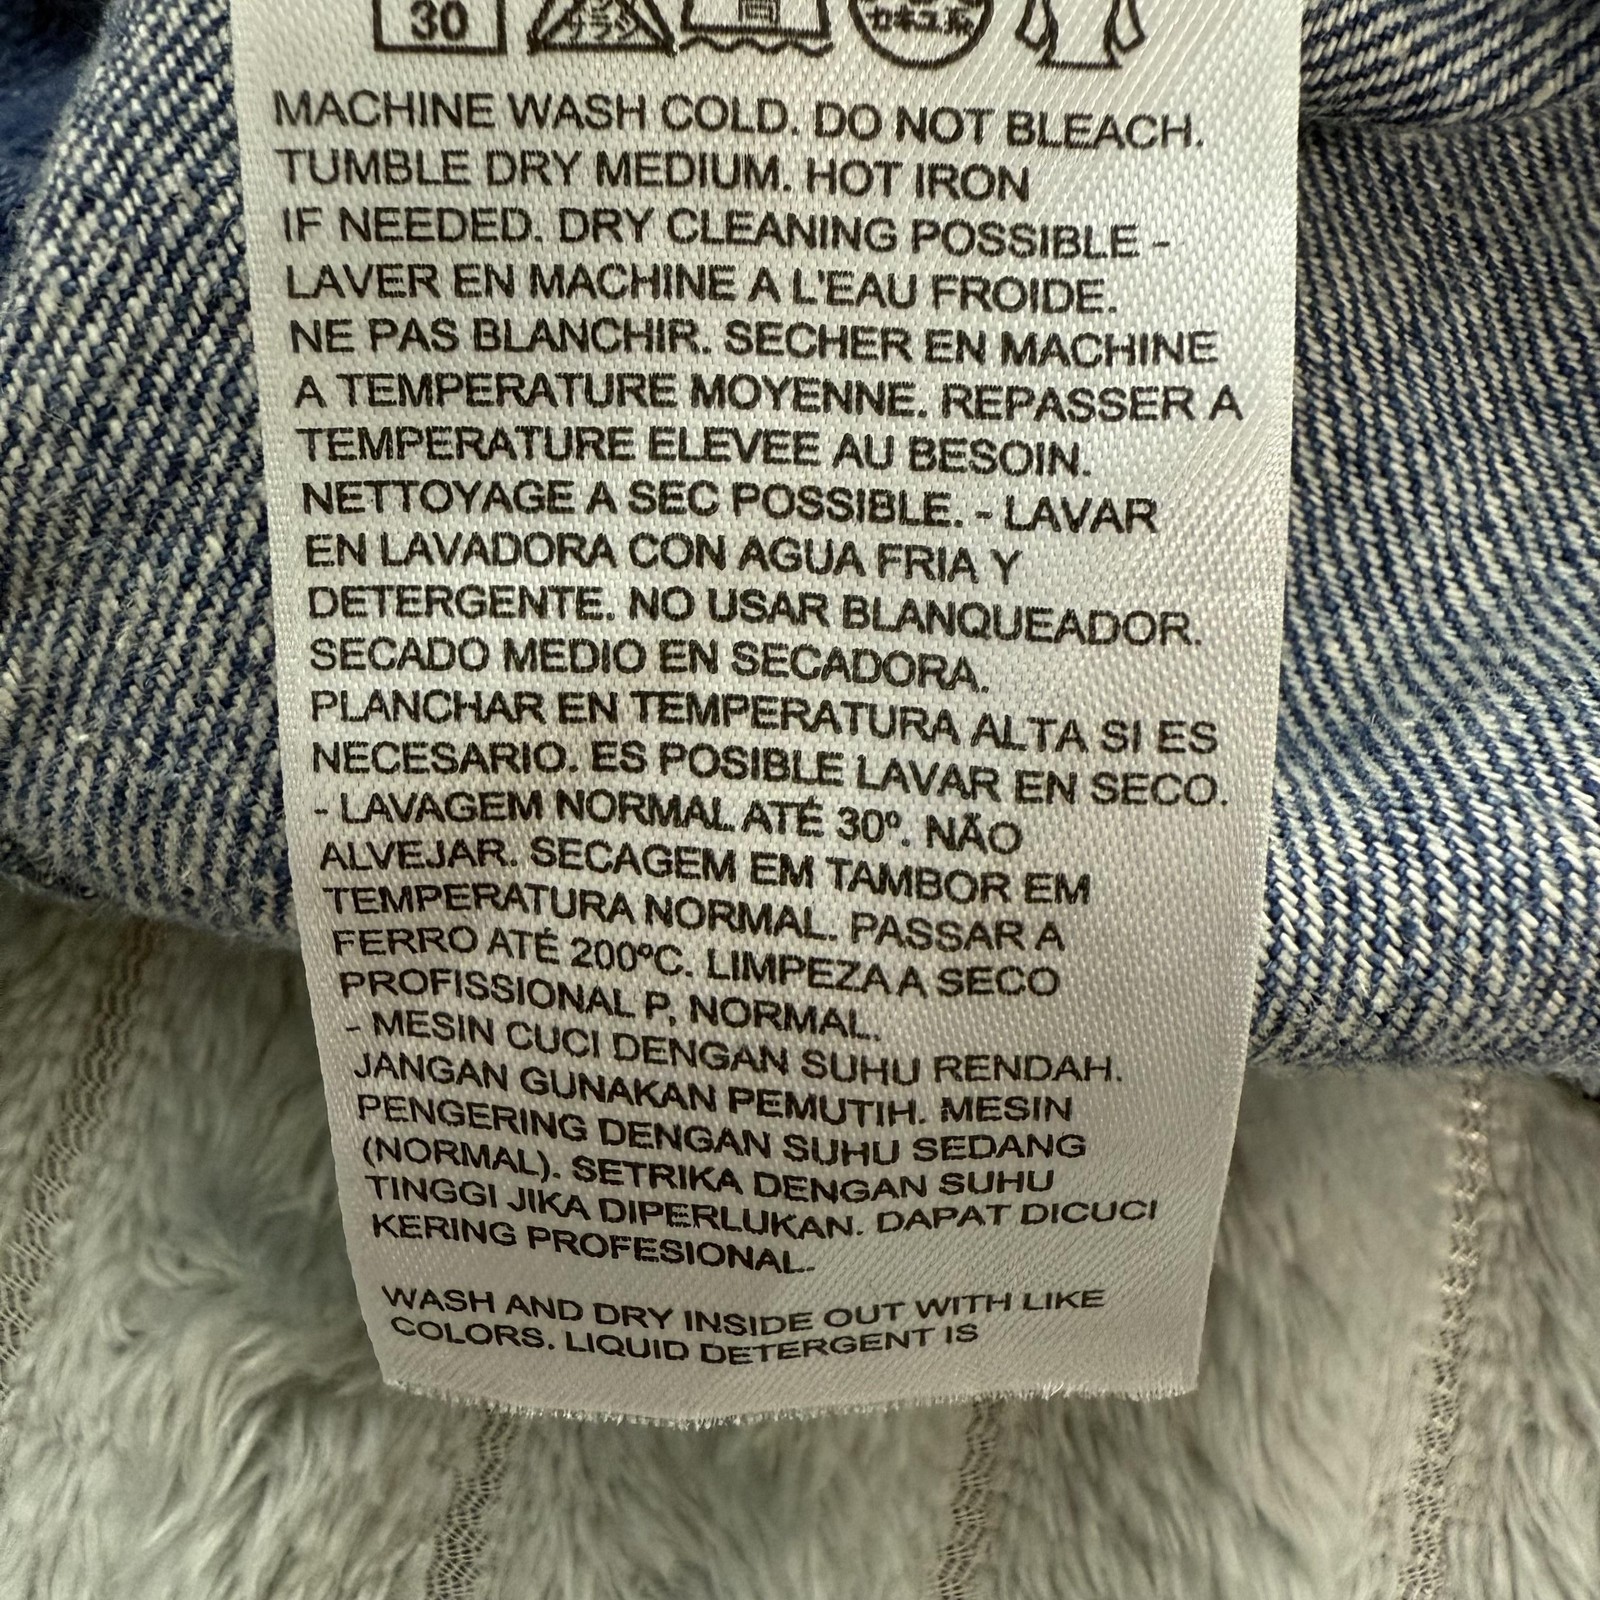 30
MACHINE WASH COLD. DO NOT BLEACH.
TUMBLE DRY MEDIUM. HOT IRON
IF NEEDED. DRY CLEANING POSSIBLE -
LAVER EN MACHINE A L'EAU FROIDE.
NE PAS BLANCHIR. SECHER EN MACHINE
A TEMPERATURE MOYENNE. REPASSER A
TEMPERATURE ELEVEE AU BESOIN.
NETTOYAGE A SEC POSSIBLE. - LAVAR
EN LAVADORA CON AGUA FRIA Y
DETERGENTE. NO USAR BLANQUEADOR.
SECADO MEDIO EN SECADORA.
PLANCHAR EN TEMPERATURA ALTA SI ES
NECESARIO. ES POSIBLE LAVAR EN SECO.
- LAVAGEM NORMAL ATÉ 30º. NÃO
ALVEJAR. SECAGEM EM TAMBOR EM
TEMPERATURA NORMAL. PASSAR A
FERRO ATÉ 200ºC. LIMPEZA A SECO
PROFISSIONAL P, NORMAL.
- MESIN CUCI DENGAN SUHU RENDAH.
JANGAN GUNAKAN PEMUTIH. MESIN
PENGERING DENGAN SUHU SEDANG
(NORMAL). SETRIKA DENGAN SUHU
TINGGI JIKA DIPERLUKAN. DAPAT DICUCI
KERING PROFESIONAL.
WASH AND DRY INSIDE OUT WITH LIKE
COLORS. LIQUID DETERGENT IS